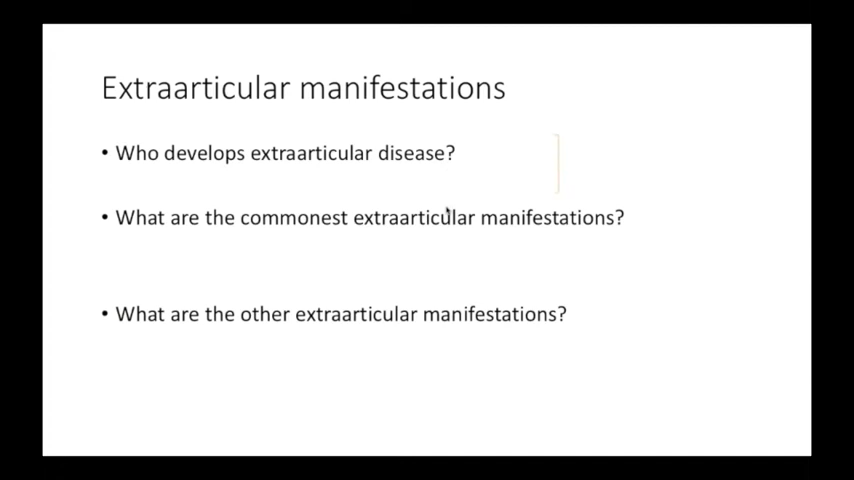 Extraarticular manifestations
• Who develops extraarticular disease?
• What are the commonest extraarticular manifestations?
• What are the other extraarticular manifestations?